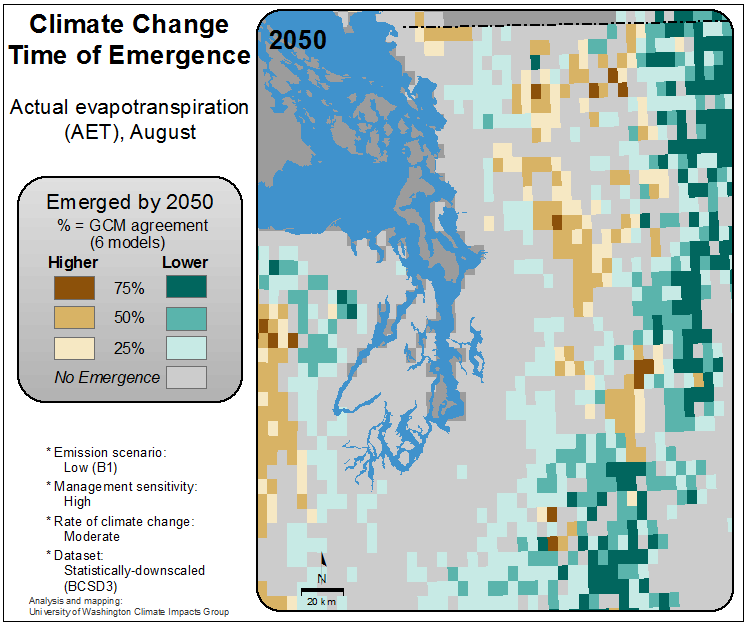 Climate Change
Time of Emergence
Actual evapotranspiration
(AET), August
Emerged by 2050
% = GCM agreement
(6 models)
Higher Lower
75%
50%
25%
No Emergence
* Emission scenario:
Low (B1)
* Management sensitivity:
High
* Rate of climate change:
Moderate
* Dataset:
Statistically-downscaled
(BCSD3)
Analysis and mapping:
University of Washington Climate Impacts Group
2050
N
20 km